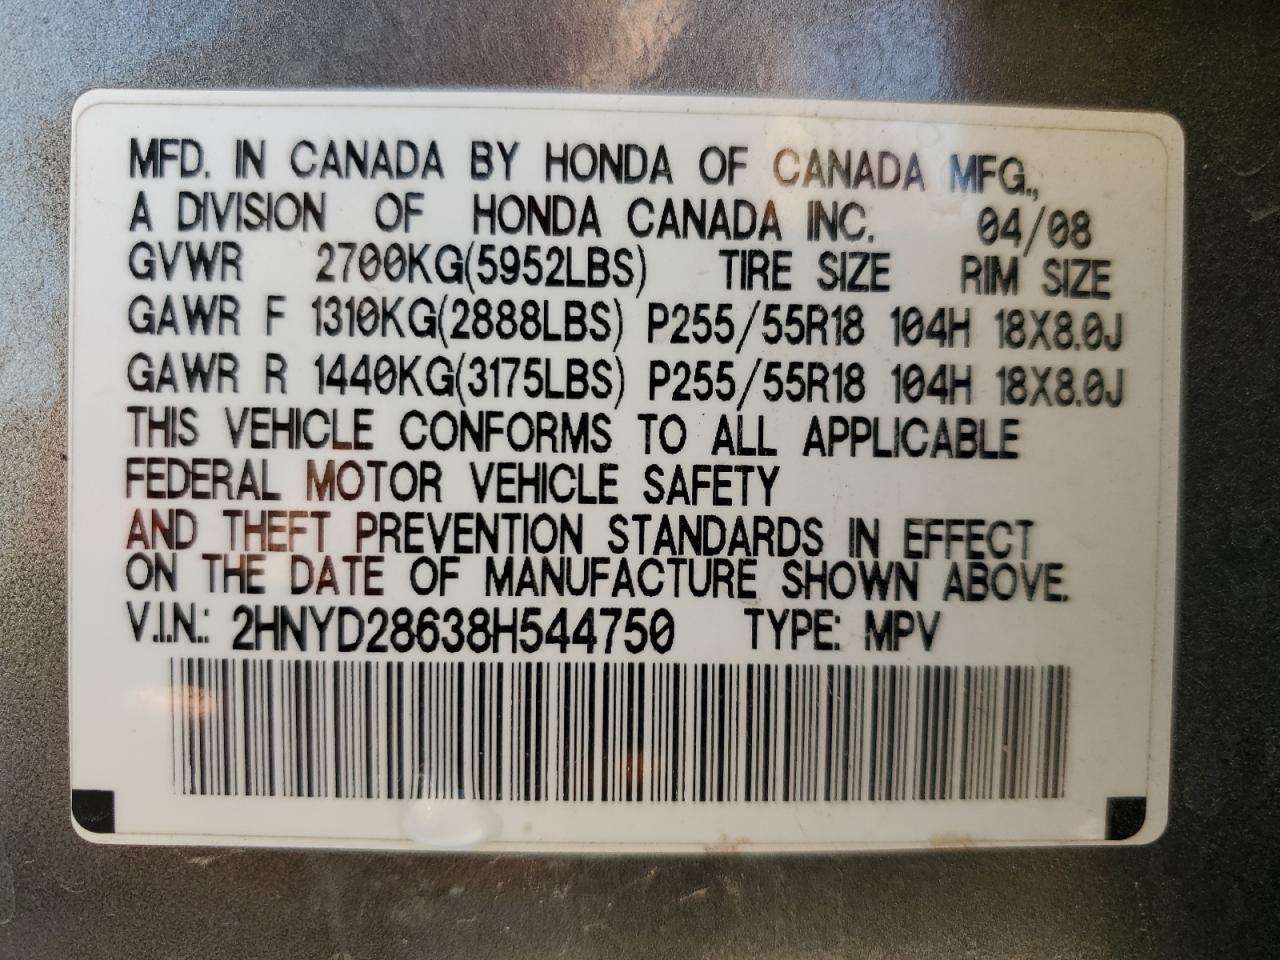 MFD. IN CANADA BY HONDA OF CANADA MFG.,
A DIVISION OF HONDA CANADA INC. 04/08
GVWR 2700KG(5952LBS) TIRE SIZE RIM SIZE
GAWR F 1310KG(2888LBS) P255/55R18 104H 18X8.0J
GAWR R 1440KG(3175LBS) P255/55R18 104H 18X8.0J
THIS VEHICLE CONFORMS TO ALL APPLICABLE
FEDERAL MOTOR VEHICLE SAFETY
AND THEFT PREVENTION STANDARDS IN EFFECT
ON THE DATE OF MANUFACTURE SHOWN ABOVE.
V.I.N.: 2HNYD28638H544750 TYPE: MPV